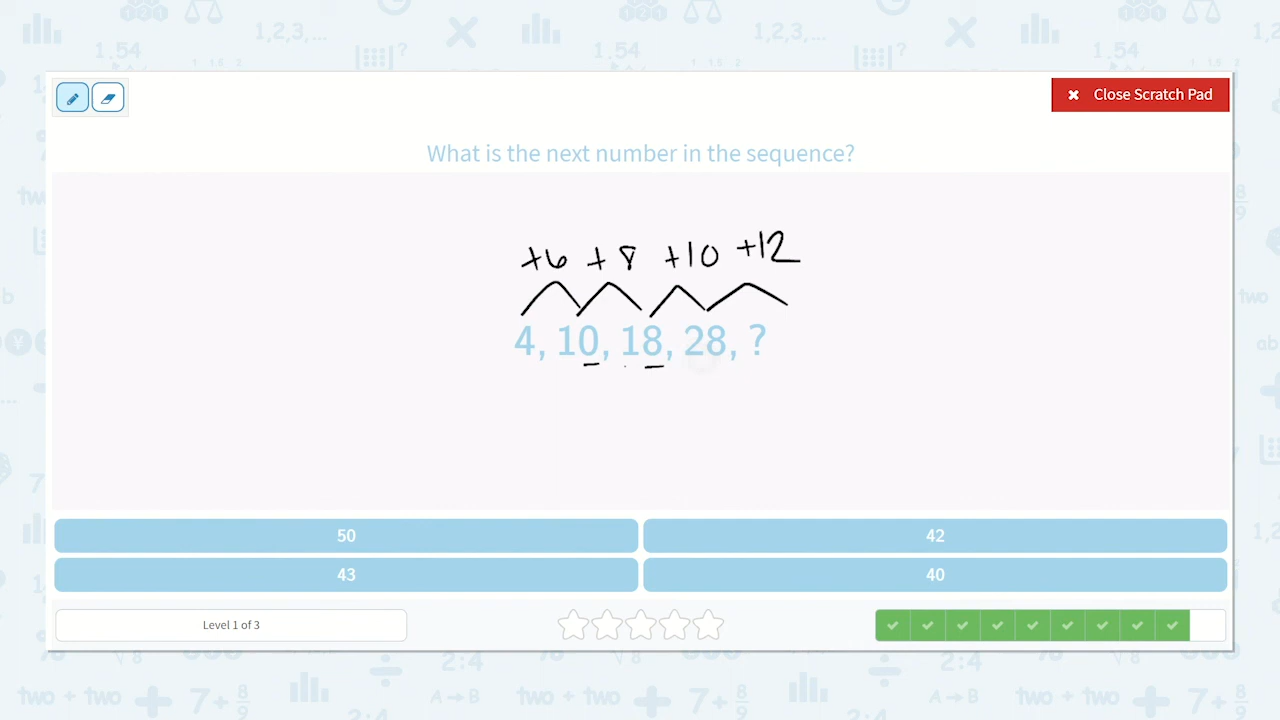 Close Scratch Pad
What is the next number in the sequence?
+6 +8 +10 +12
4, 10, 18, 28, ?
50
42
43
40
Level 1 of 3